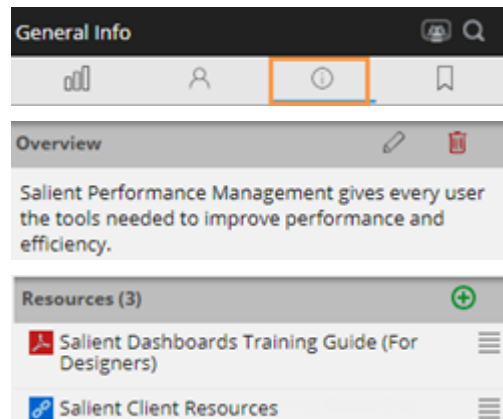 General Info
Overview
Salient Performance Management gives every user
the tools needed to improve performance and
efficiency.
Resources (3)
Salient Dashboards Training Guide (For
Designers)
Salient Client Resources